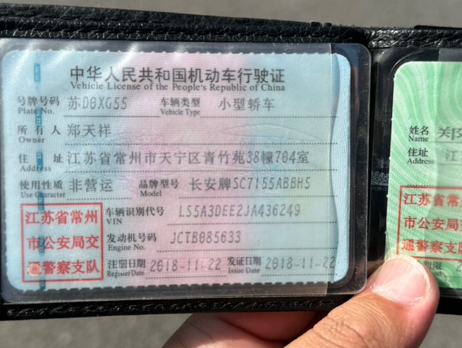 中华人民共和国机动车行驶证
Vehicle License of the People's Republic of China
号牌号码 苏D8XG55 车辆类型 小型轿车
Plate No. Vehicle Type
所有人 郑天祥
Owner
住址 江苏省常州市天宁区青竹苑38幢704室
Address
使用性质 非营运 品牌型号 长安牌SC7155ABBH5
Use Character Model
江苏省常州
市公安局交
通警察支队
车辆识别代号 LS5A3DEE2JA436249
VIN
发动机号码 JCTB085633
Engine No.
注册日期 2018-11-22 发证日期 2018-11-22
Register Date Issue Date
姓名 郑
Name
住址 江
Address
江苏省
市公安局
通警察